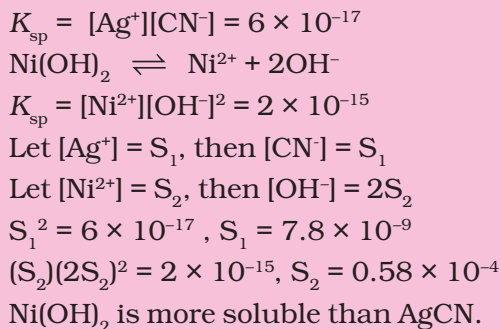 Kₛₚ = [Ag⁺][CN⁻] = 6 × 10⁻¹⁷
Ni(OH)₂ ⇌ Ni²⁺ + 2OH⁻
Kₛₚ = [Ni²⁺][OH⁻]² = 2 × 10⁻¹⁵
Let [Ag⁺] = S₁, then [CN⁻] = S₁
Let [Ni²⁺] = S₂, then [OH⁻] = 2S₂
S₁² = 6 × 10⁻¹⁷ , S₁ = 7.8 × 10⁻⁹
(S₂)(2S₂)² = 2 × 10⁻¹⁵, S₂ = 0.58 × 10⁻⁴
Ni(OH)₂ is more soluble than AgCN.